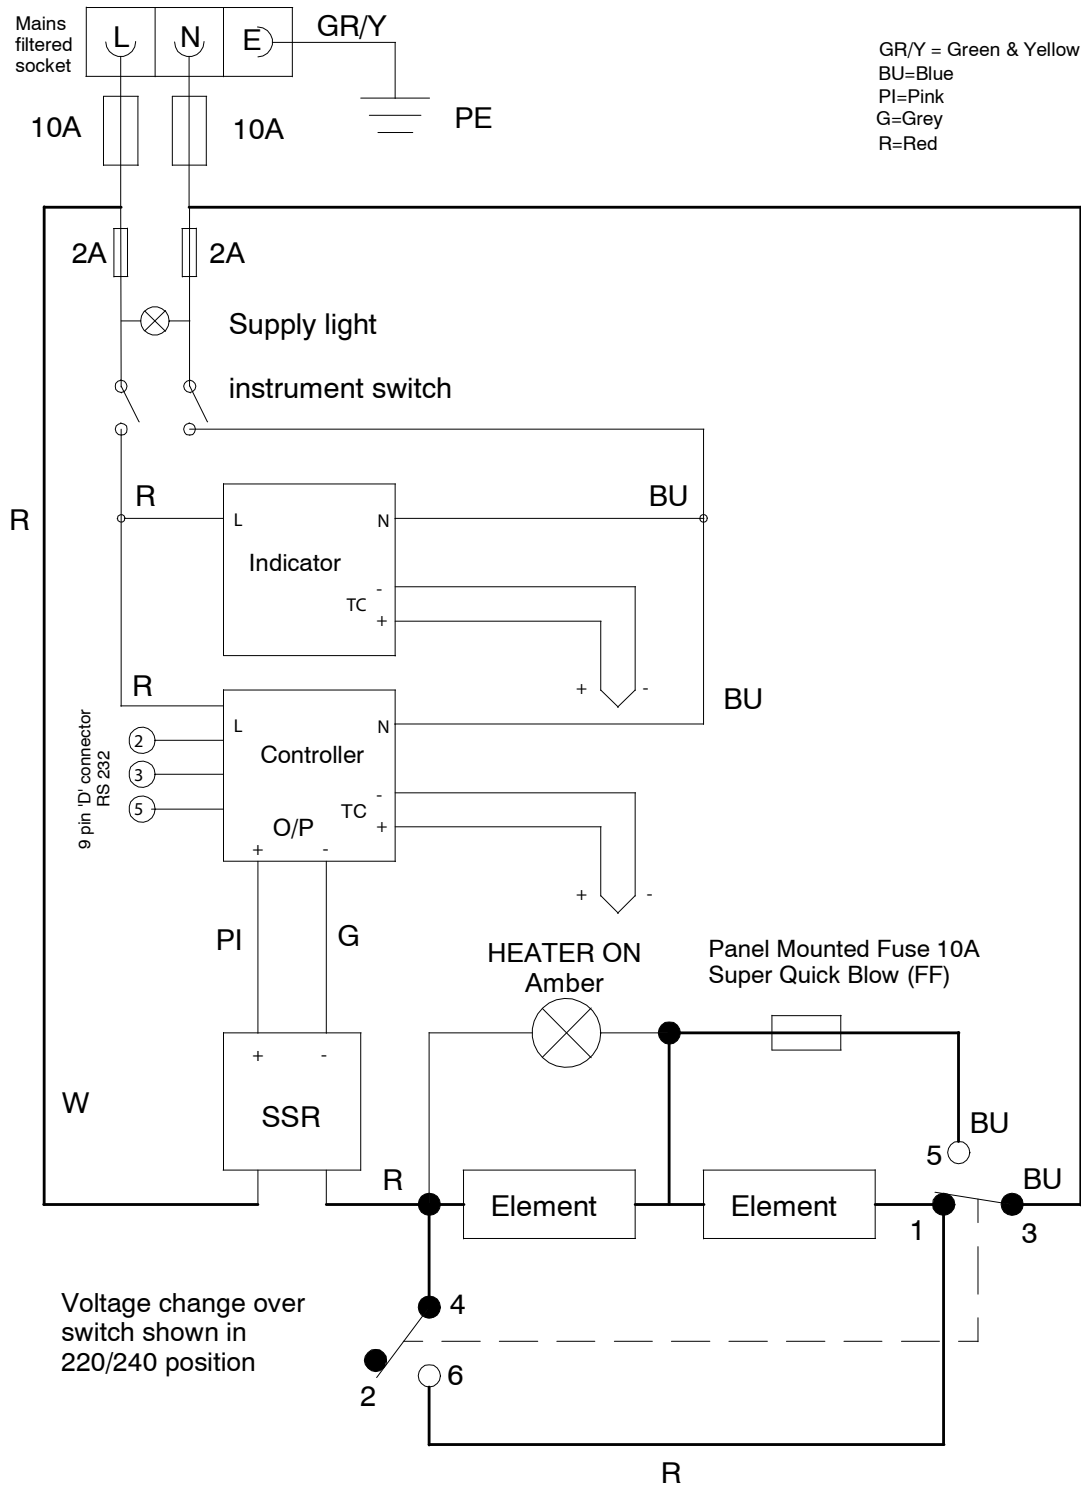 Mains
filtered
socket
L N E
GR/Y
GR/Y = Green & Yellow
BU=Blue
PI=Pink
G=Grey
R=Red
10A 10A
PE
2A 2A
Supply light
instrument switch
R
R
BU
L N
Indicator
-
TC
+
+ -
R
BU
L N
Controller
9 pin 'D' connector
RS 232
2
3
5
-
TC
+
O/P
+ -
+ -
PI G
HEATER ON
Amber
Panel Mounted Fuse 10A
Super Quick Blow (FF)
+ -
SSR
W
R
Element
Element
5
BU
BU
1
3
4
2
6
Voltage change over
switch shown in
220/240 position
R